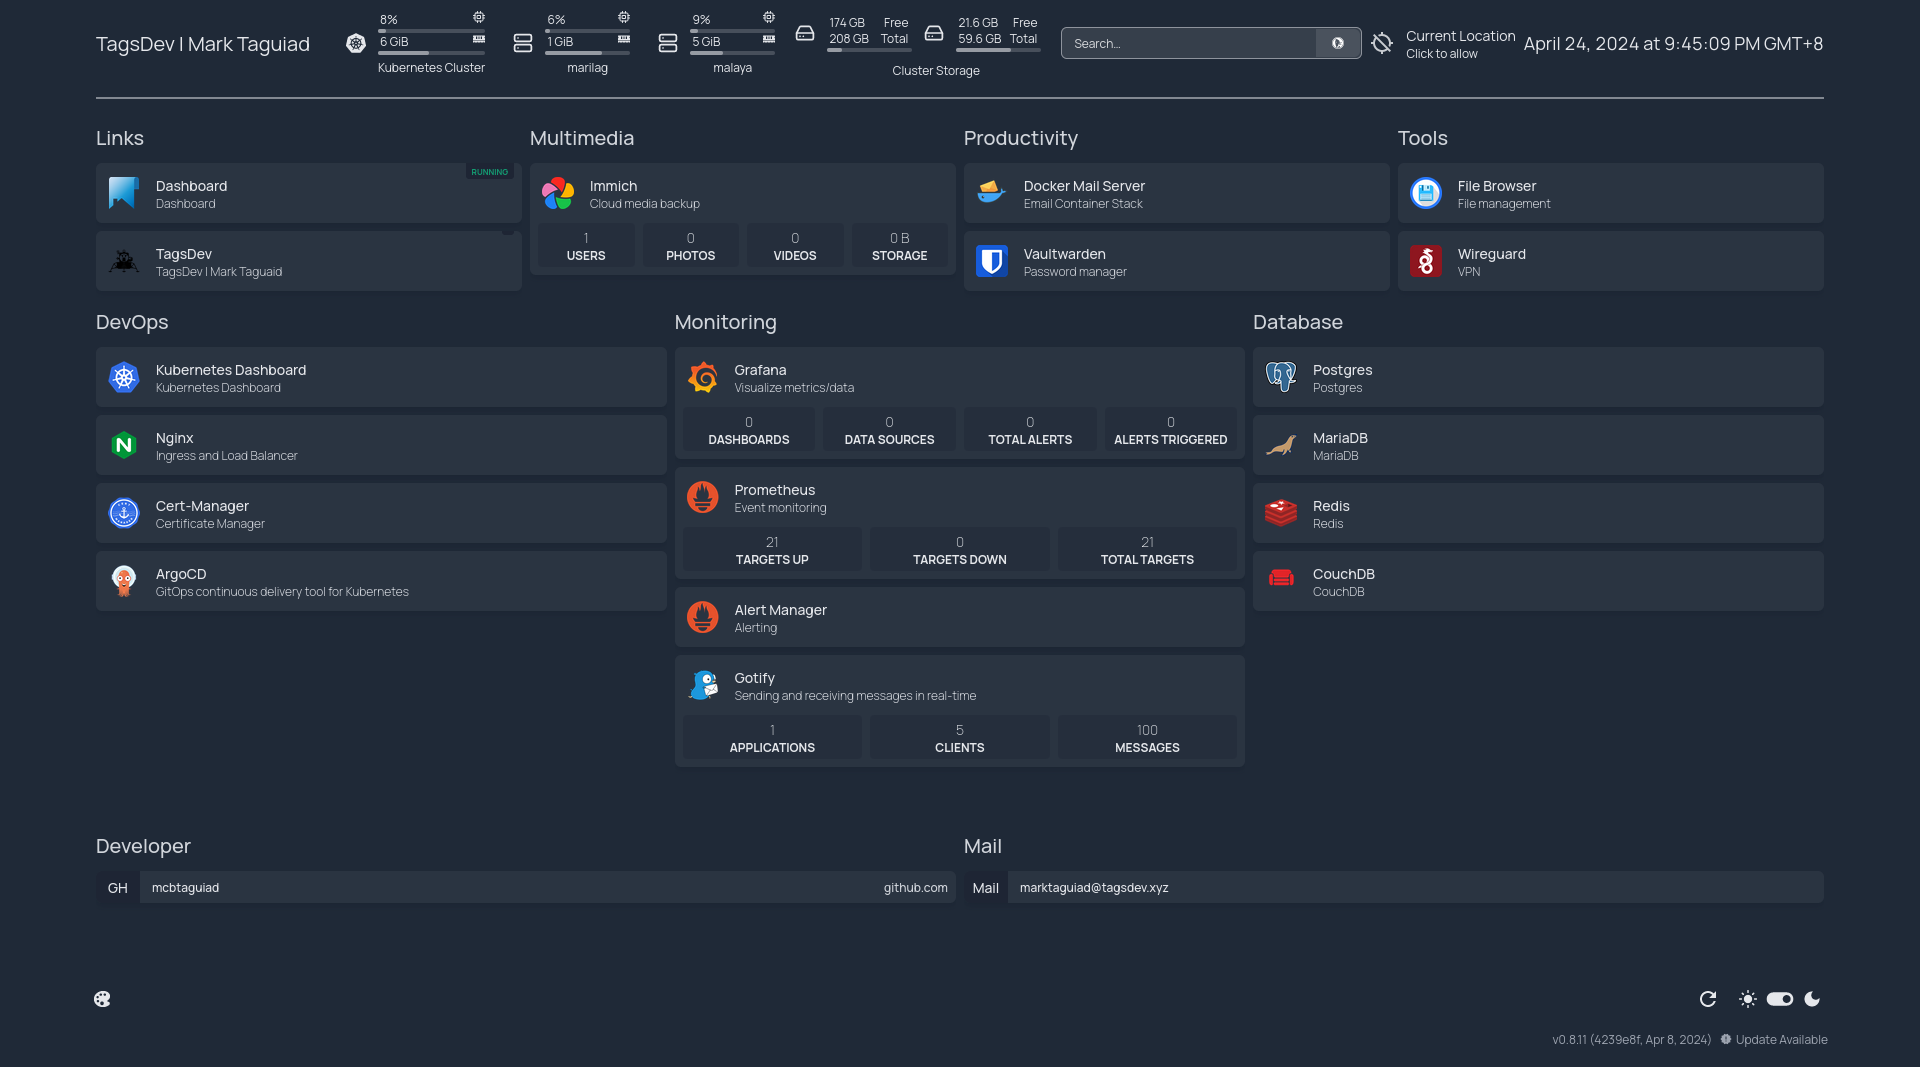 TagsDev | Mark Taguiad
8%
6 GiB
Kubernetes Cluster
6%
1 GiB
marilag
9%
5 GiB
malaya
174 GB Free
208 GB Total
21.6 GB Free
59.6 GB Total
Cluster Storage
Search...
Current Location
Click to allow
April 24, 2024 at 9:45:09 PM GMT+8
Links
Dashboard
Dashboard
RUNNING
TagsDev
TagsDev | Mark Taguaid
Multimedia
Immich
Cloud media backup
1 0 0 0 B
USERS PHOTOS VIDEOS STORAGE
Productivity
Docker Mail Server
Email Container Stack
Vaultwarden
Password manager
Tools
File Browser
File management
Wireguard
VPN
DevOps
Kubernetes Dashboard
Kubernetes Dashboard
Nginx
Ingress and Load Balancer
Cert-Manager
Certificate Manager
ArgoCD
GitOps continuous delivery tool for Kubernetes
Monitoring
Grafana
Visualize metrics/data
0 0 0 0
DASHBOARDS DATA SOURCES TOTAL ALERTS ALERTS TRIGGERED
Prometheus
Event monitoring
21 0 21
TARGETS UP TARGETS DOWN TOTAL TARGETS
Alert Manager
Alerting
Gotify
Sending and receiving messages in real-time
1 5 100
APPLICATIONS CLIENTS MESSAGES
Database
Postgres
Postgres
MariaDB
MariaDB
Redis
Redis
CouchDB
CouchDB
Developer
GH mcbtaguiad github.com
Mail
Mail marktaguiad@tagsdev.xyz
v0.8.11 (4239e8f, Apr 8, 2024) Update Available